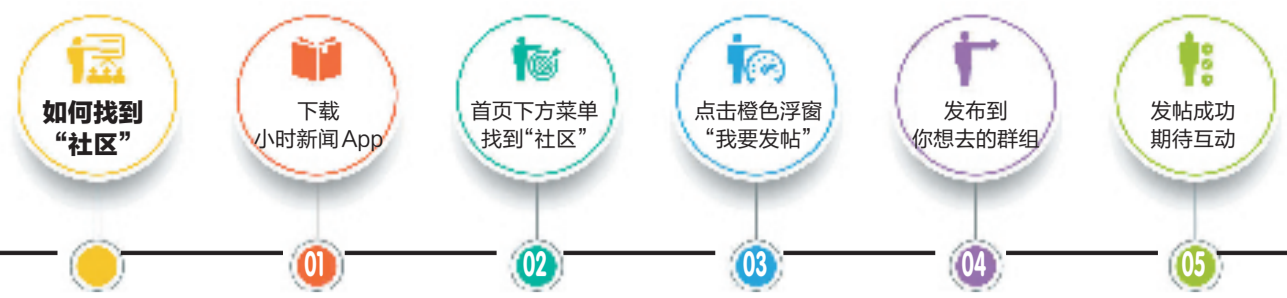 如何找到
“社区”
下载
小时新闻App
首页下方菜单
找到“社区”
点击橙色浮窗
“我要发帖”
发布到
你想去的群组
发帖成功
期待互动
01
02
03
04
05